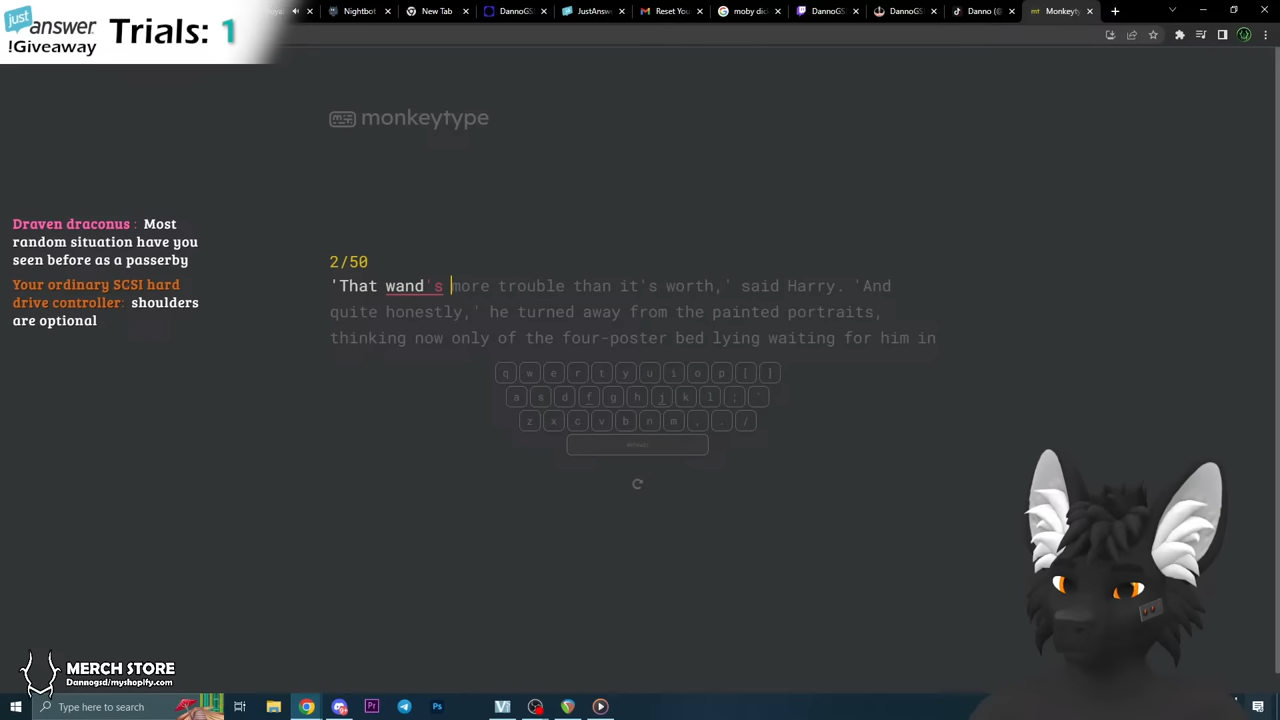 just
answer
!Giveaway
Trials: 1
Nightbot
New Tab
DannoGS
JustAnsw
Reset You
moby dic
DannoGS
DannoGS
Danno (@
Monkeyty
monkeytype
Draven draconus : Most
random situation have you
seen before as a passerby
Your ordinary SCSI hard
drive controller: shoulders
are optional
2/50
'That wand's more trouble than it's worth,' said Harry. 'And
quite honestly,' he turned away from the painted portraits,
thinking now only of the four-poster bed lying waiting for him in
q w e r t y u i o p [ ]
a s d f g h j k l ; '
z x c v b n m , . /
MERCH STORE
Dannogsd/myshopify.com
Type here to search